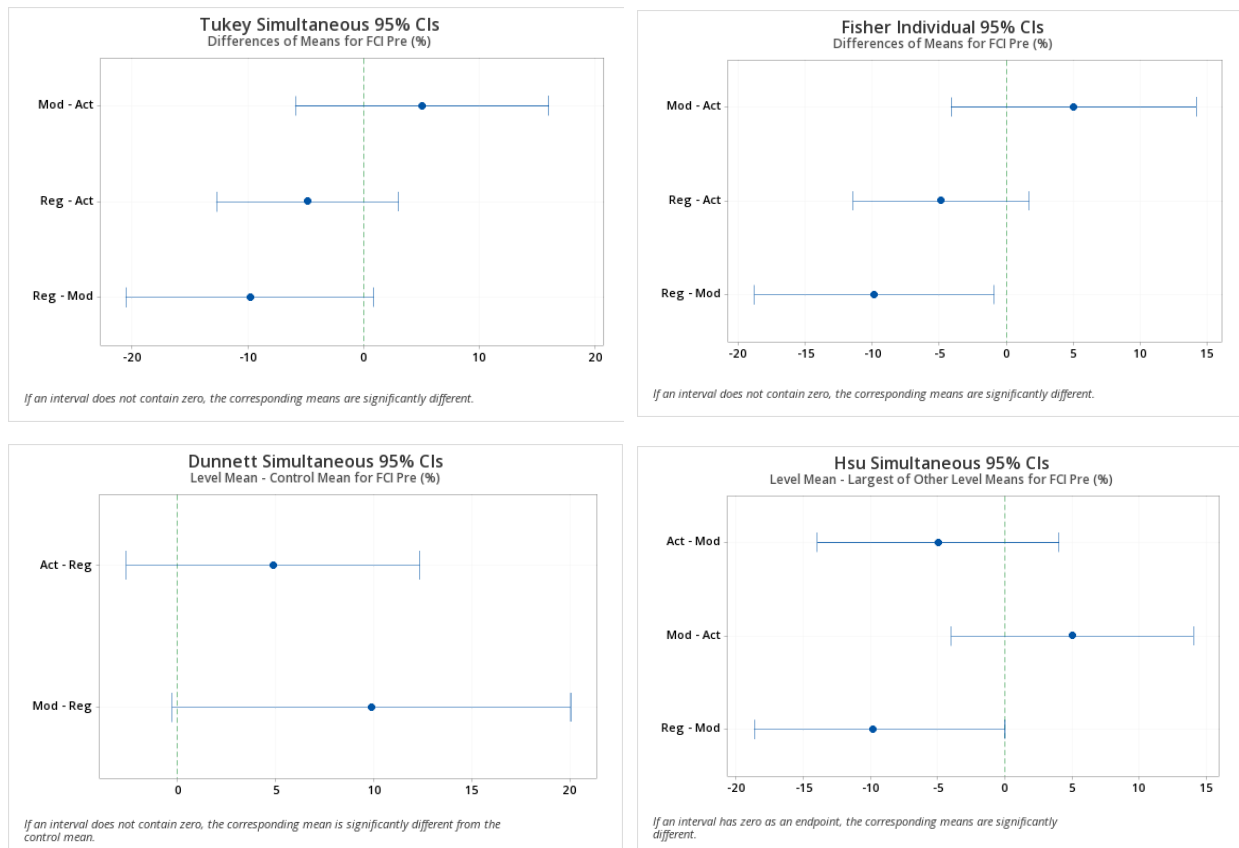 Tukey Simultaneous 95% CIs
Differences of Means for FCI Pre (%)
Mod - Act
Reg - Act
Reg - Mod
-20 -10 0 10 20
If an interval does not contain zero, the corresponding means are significantly different.
Fisher Individual 95% CIs
Differences of Means for FCI Pre (%)
Mod - Act
Reg - Act
Reg - Mod
-20 -15 -10 -5 0 5 10 15
If an interval does not contain zero, the corresponding means are significantly different.
Dunnett Simultaneous 95% CIs
Level Mean - Control Mean for FCI Pre (%)
Act - Reg
Mod - Reg
0 5 10 15 20
If an interval does not contain zero, the corresponding mean is significantly different from the
control mean.
Hsu Simultaneous 95% CIs
Level Mean - Largest of Other Level Means for FCI Pre (%)
Act - Mod
Mod - Act
Reg - Mod
-20 -15 -10 -5 0 5 10 15
If an interval has zero as an endpoint, the corresponding means are significantly
different.